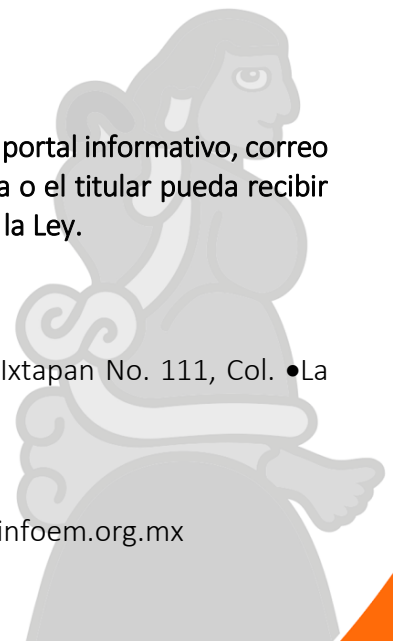 portal informativo, correo
a o el titular pueda recibir
la Ley.
Ixtapan No. 111, Col. •La
infoem.org.mx